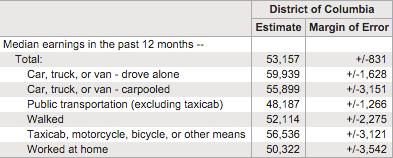 District of Columbia
Estimate Margin of Error
Median earnings in the past 12 months --
Total: 53,157 +/-831
Car, truck, or van - drove alone 59,939 +/-1,628
Car, truck, or van - carpooled 55,899 +/-3,151
Public transportation (excluding taxicab) 48,187 +/-1,266
Walked 52,114 +/-2,275
Taxicab, motorcycle, bicycle, or other means 56,536 +/-3,121
Worked at home 50,322 +/-3,542